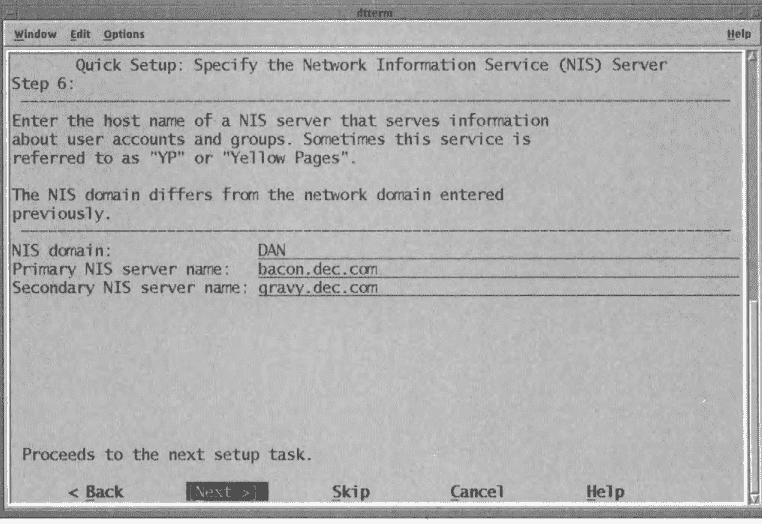 dtterm
Window Edit Options Help
Quick Setup: Specify the Network Information Service (NIS) Server
Step 6:
Enter the host name of a NIS server that serves information
about user accounts and groups. Sometimes this service is
referred to as "YP" or "Yellow Pages".
The NIS domain differs from the network domain entered
previously.
NIS domain: DAN
Primary NIS server name: bacon.dec.com
Secondary NIS server name: gravy.dec.com
Proceeds to the next setup task.
< Back [Next >] Skip Cancel Help